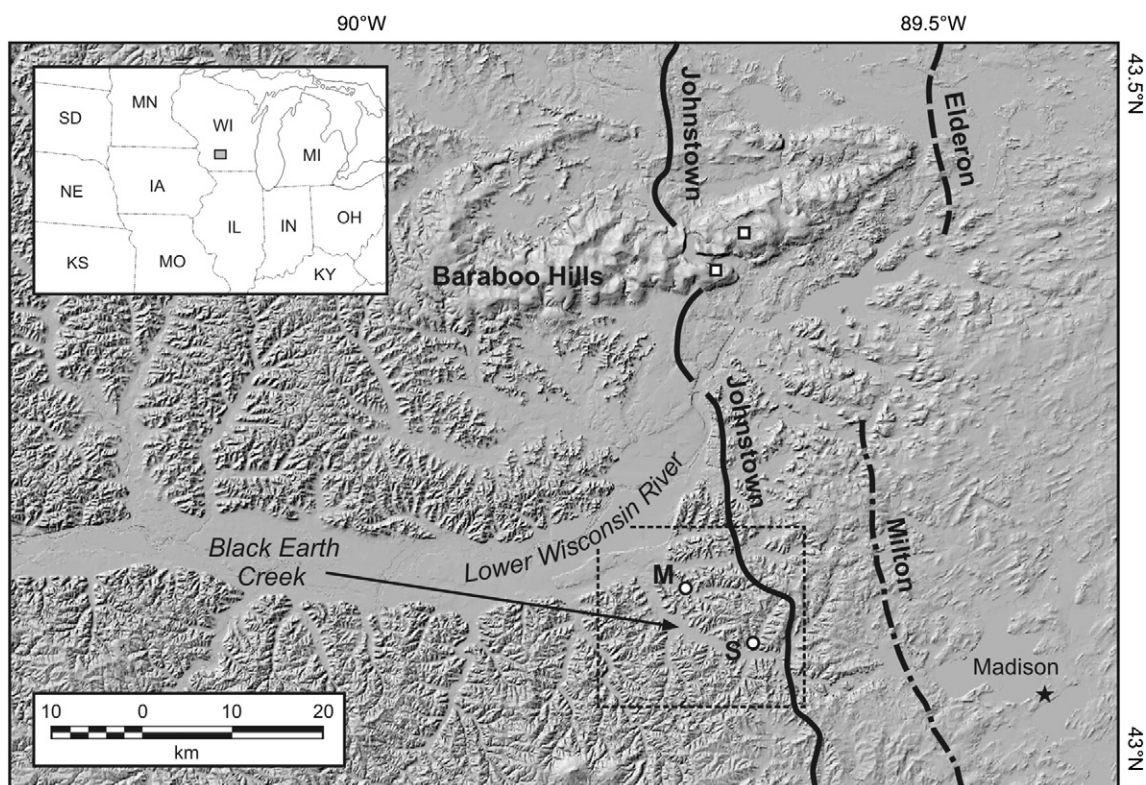 90°W
89.5°W
43.5°N
SD
MN
WI
MI
NE
IA
IL
IN
OH
KS
MO
KY
Johnstown
Elderon
Baraboo Hills
Johnstown
Lower Wisconsin River
Black Earth
Creek
M
S
Milton
Madison
10 0 10 20
km
43°N